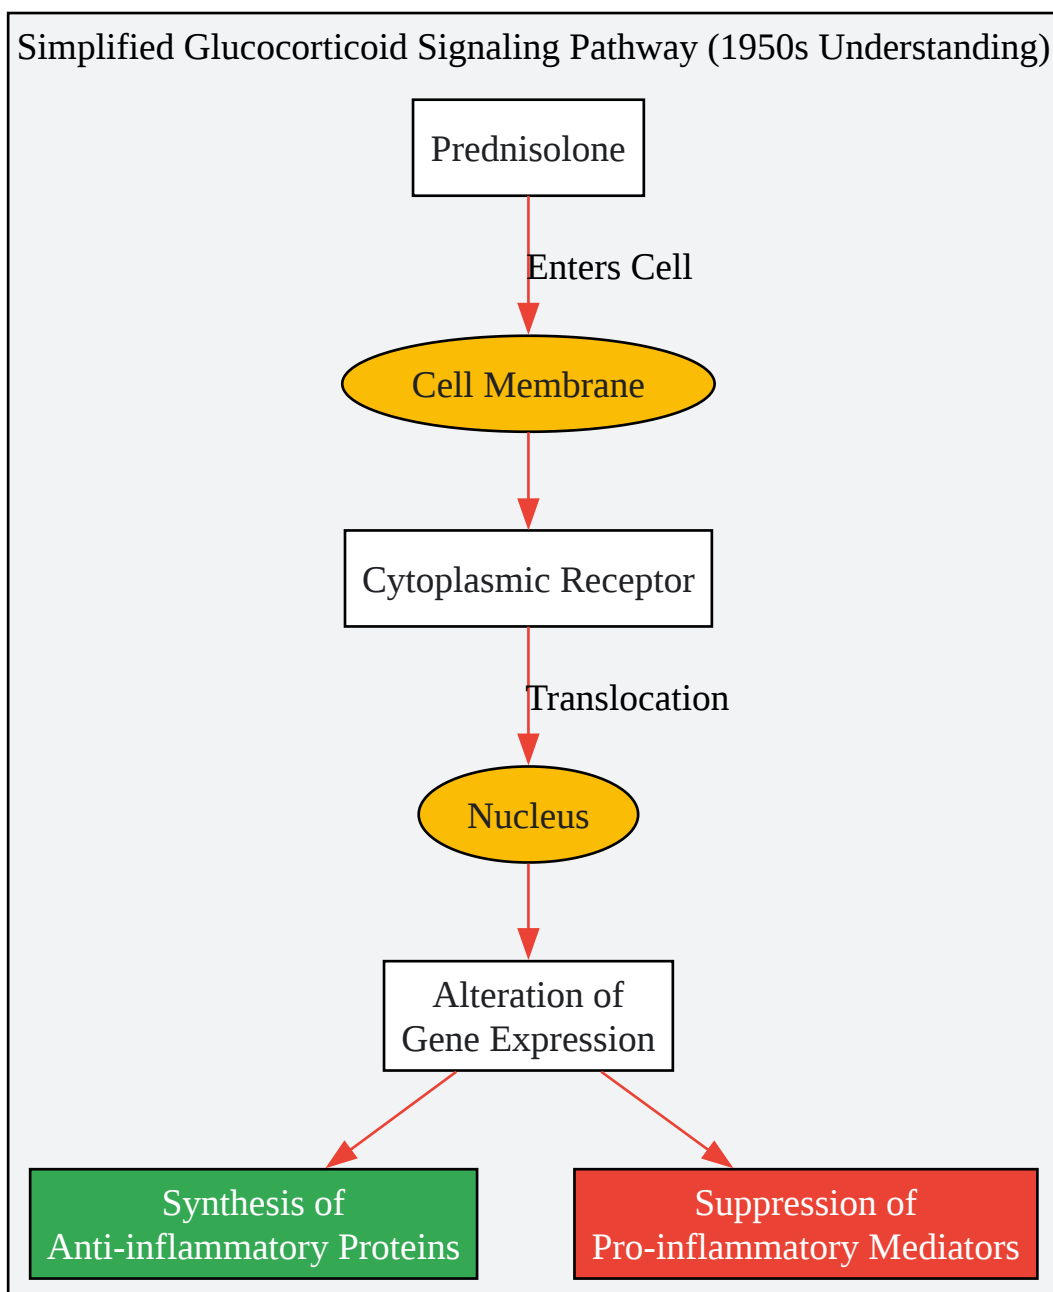 Simplified Glucocorticoid Signaling Pathway (1950s Understanding)
Prednisolone
Enters Cell
Cell Membrane
Cytoplasmic Receptor
Translocation
Nucleus
Alteration of
Gene Expression
Synthesis of
Anti-inflammatory Proteins
Suppression of
Pro-inflammatory Mediators